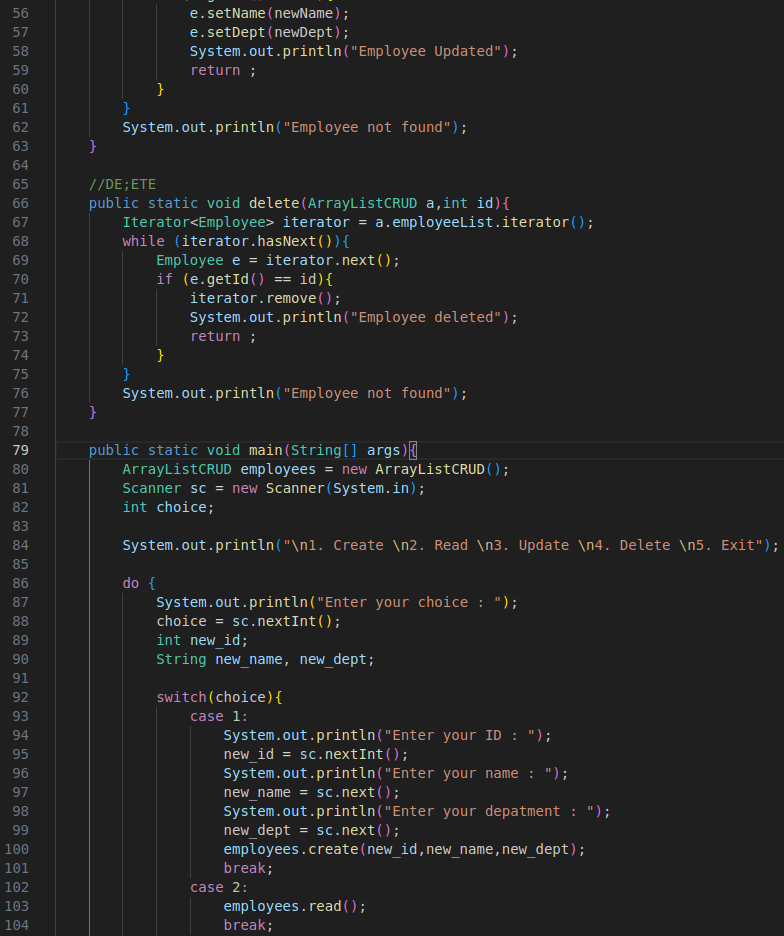 56 e.setName(newName);
57 e.setDept(newDept);
58 System.out.println("Employee Updated");
59 return ;
60 }
61 }
62 System.out.println("Employee not found");
63 }
64
65 //DE;ETE
66 public static void delete(ArrayListCRUD a,int id){
67 Iterator<Employee> iterator = a.employeeList.iterator();
68 while (iterator.hasNext()){
69 Employee e = iterator.next();
70 if (e.getId() == id){
71 iterator.remove();
72 System.out.println("Employee deleted");
73 return ;
74 }
75 }
76 System.out.println("Employee not found");
77 }
78
79 public static void main(String[] args){
80 ArrayListCRUD employees = new ArrayListCRUD();
81 Scanner sc = new Scanner(System.in);
82 int choice;
83
84 System.out.println("\n1. Create \n2. Read \n3. Update \n4. Delete \n5. Exit");
85
86 do {
87 System.out.println("Enter your choice : ");
88 choice = sc.nextInt();
89 int new_id;
90 String new_name, new_dept;
91
92 switch(choice){
93 case 1:
94 System.out.println("Enter your ID : ");
95 new_id = sc.nextInt();
96 System.out.println("Enter your name : ");
97 new_name = sc.next();
98 System.out.println("Enter your depatment : ");
99 new_dept = sc.next();
100 employees.create(new_id,new_name,new_dept);
101 break;
102 case 2:
103 employees.read();
104 break;